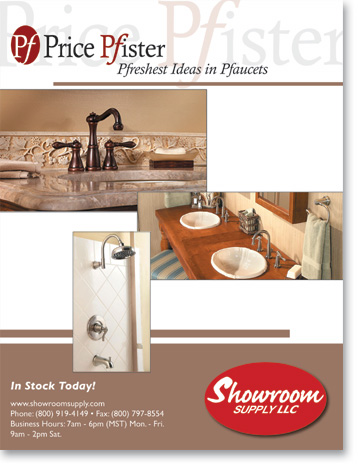 Price Pfister
Pf Price Pfister
Pfreshest Ideas in Pfaucets
In Stock Today!
www.showroomsupply.com
Phone: (800) 919-4149 • Fax: (800) 797-8554
Business Hours: 7am - 6pm (MST) Mon. - Fri.
9am - 2pm Sat.
Showroom
SUPPLY LLC